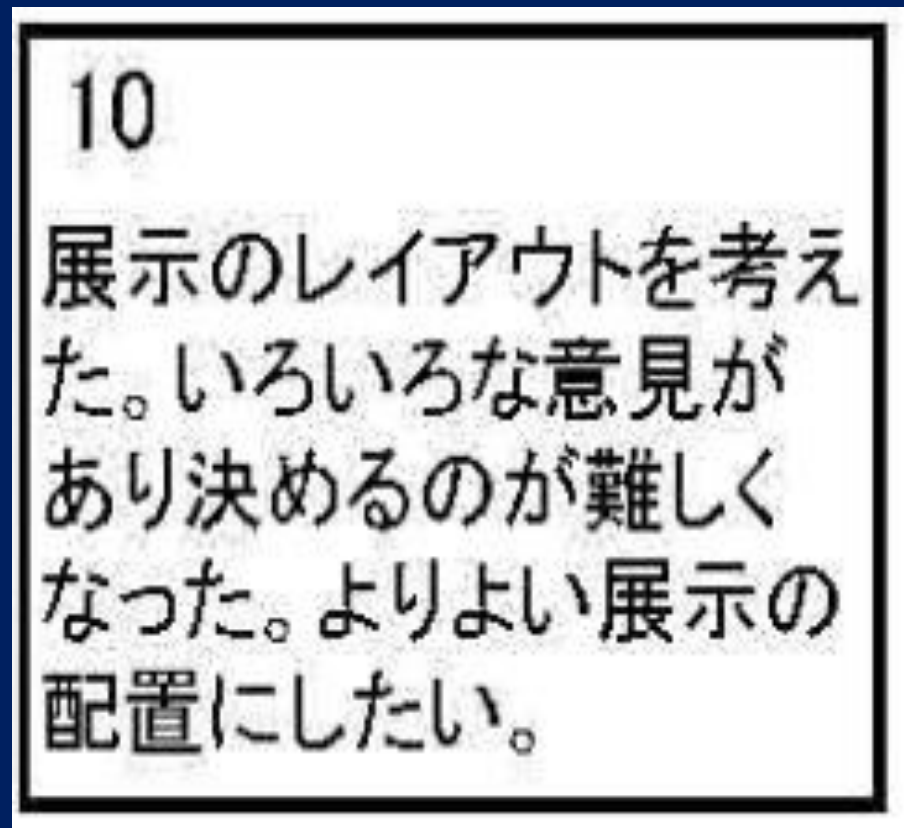 10
展示のレイアウトを考え
た。いろいろな意見が
あり決めるのが難しく
なった。よりよい展示の
配置にしたい。